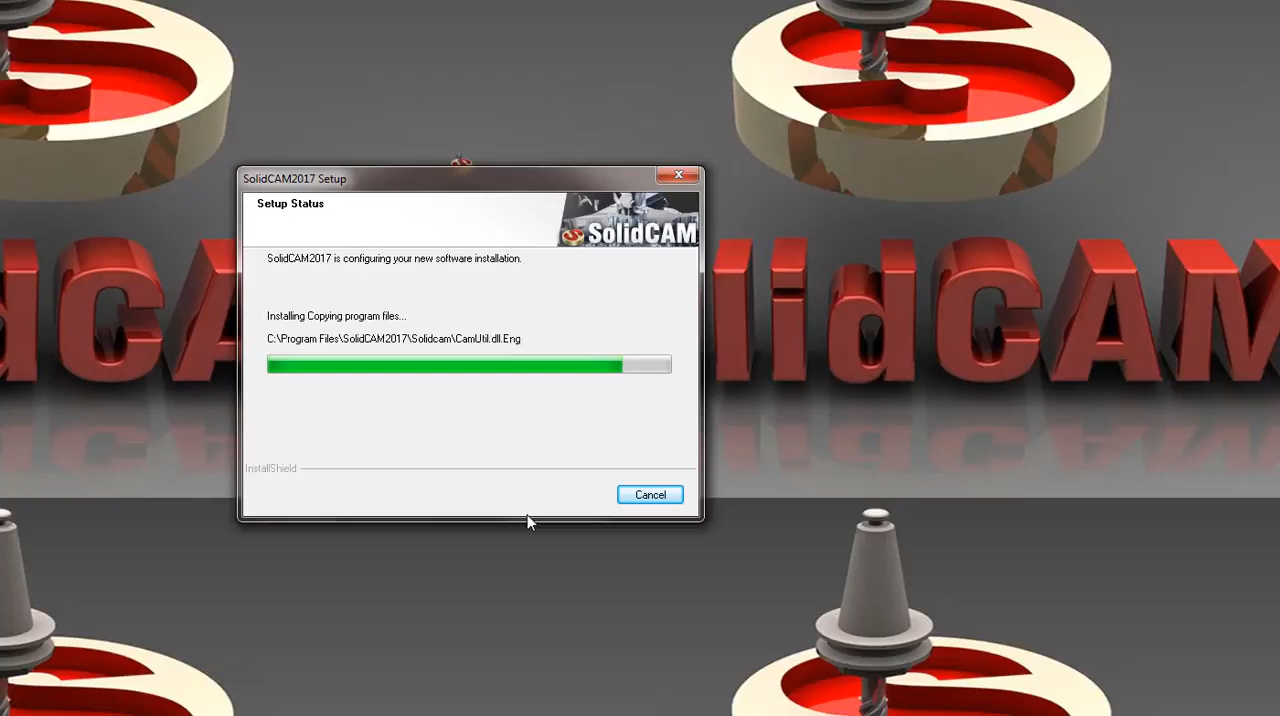 SolidCAM2017 Setup
Setup Status
SolidCAM
SolidCAM2017 is configuring your new software installation.
Installing Copying program files...
C:\Program Files\SolidCAM2017\Solidcam\CamUtil.dll.Eng
InstallShield
Cancel
dCA
lidCAM